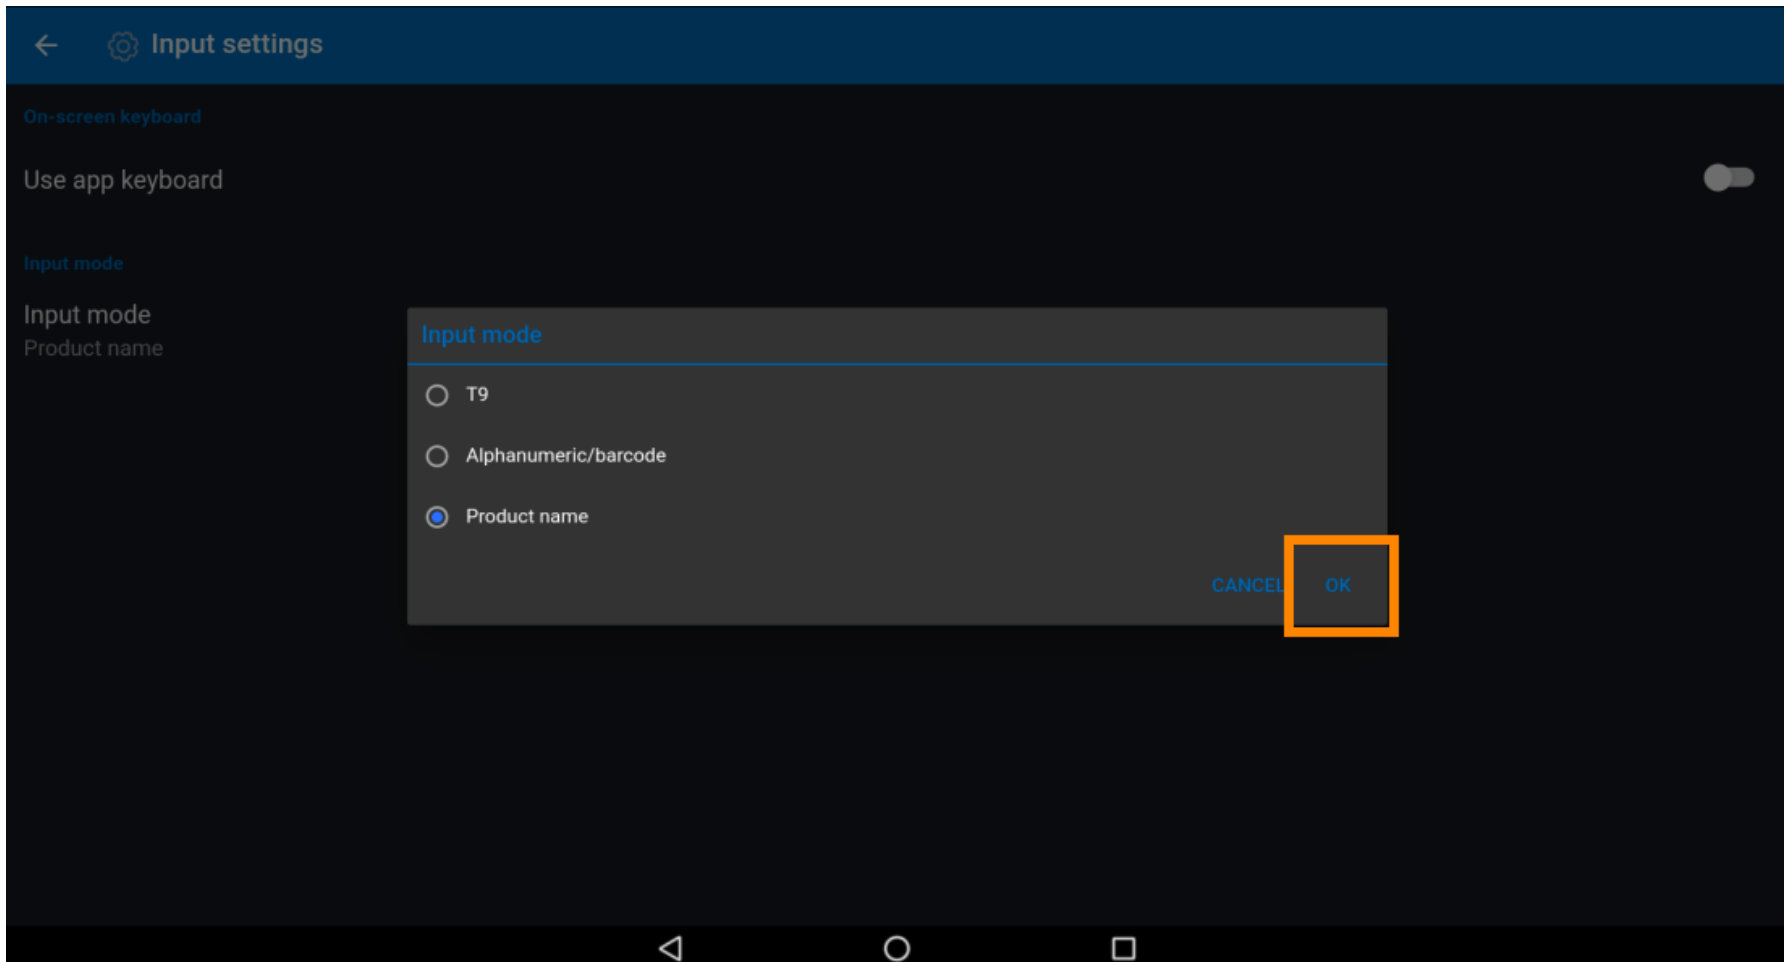 Input settings
On-screen keyboard
Use app keyboard
Input mode
Input mode
Product name
Input mode
T9
Alphanumeric/barcode
Product name
CANCEL OK